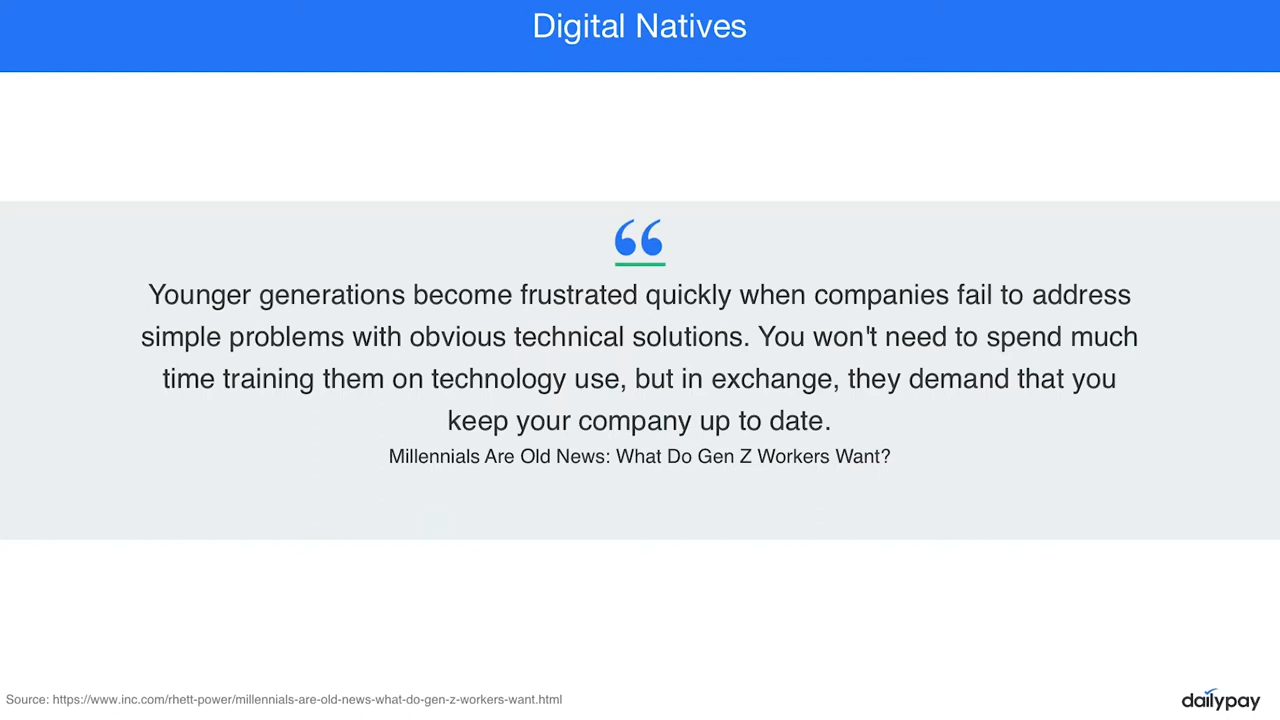 Digital Natives
“
Younger generations become frustrated quickly when companies fail to address
simple problems with obvious technical solutions. You won't need to spend much
time training them on technology use, but in exchange, they demand that you
keep your company up to date.
Millennials Are Old News: What Do Gen Z Workers Want?
Source: https://www.inc.com/rhett-power/millennials-are-old-news-what-do-gen-z-workers-want.html
dailypay